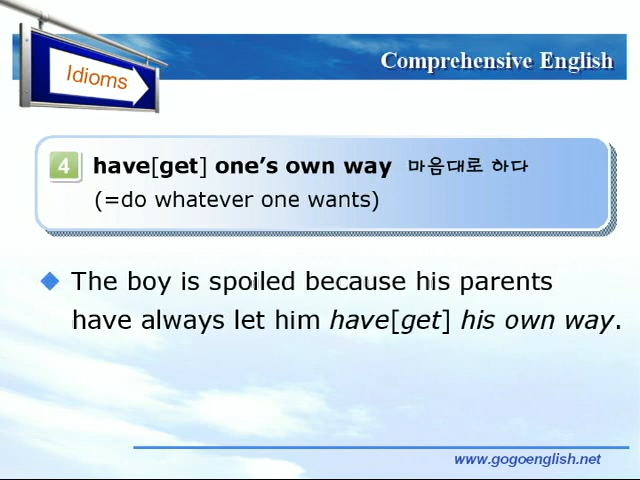 Idioms
Comprehensive English
4 have[get] one's own way 마음대로 하다
(=do whatever one wants)
The boy is spoiled because his parents
have always let him have[get] his own way.
www.gogoenglish.net